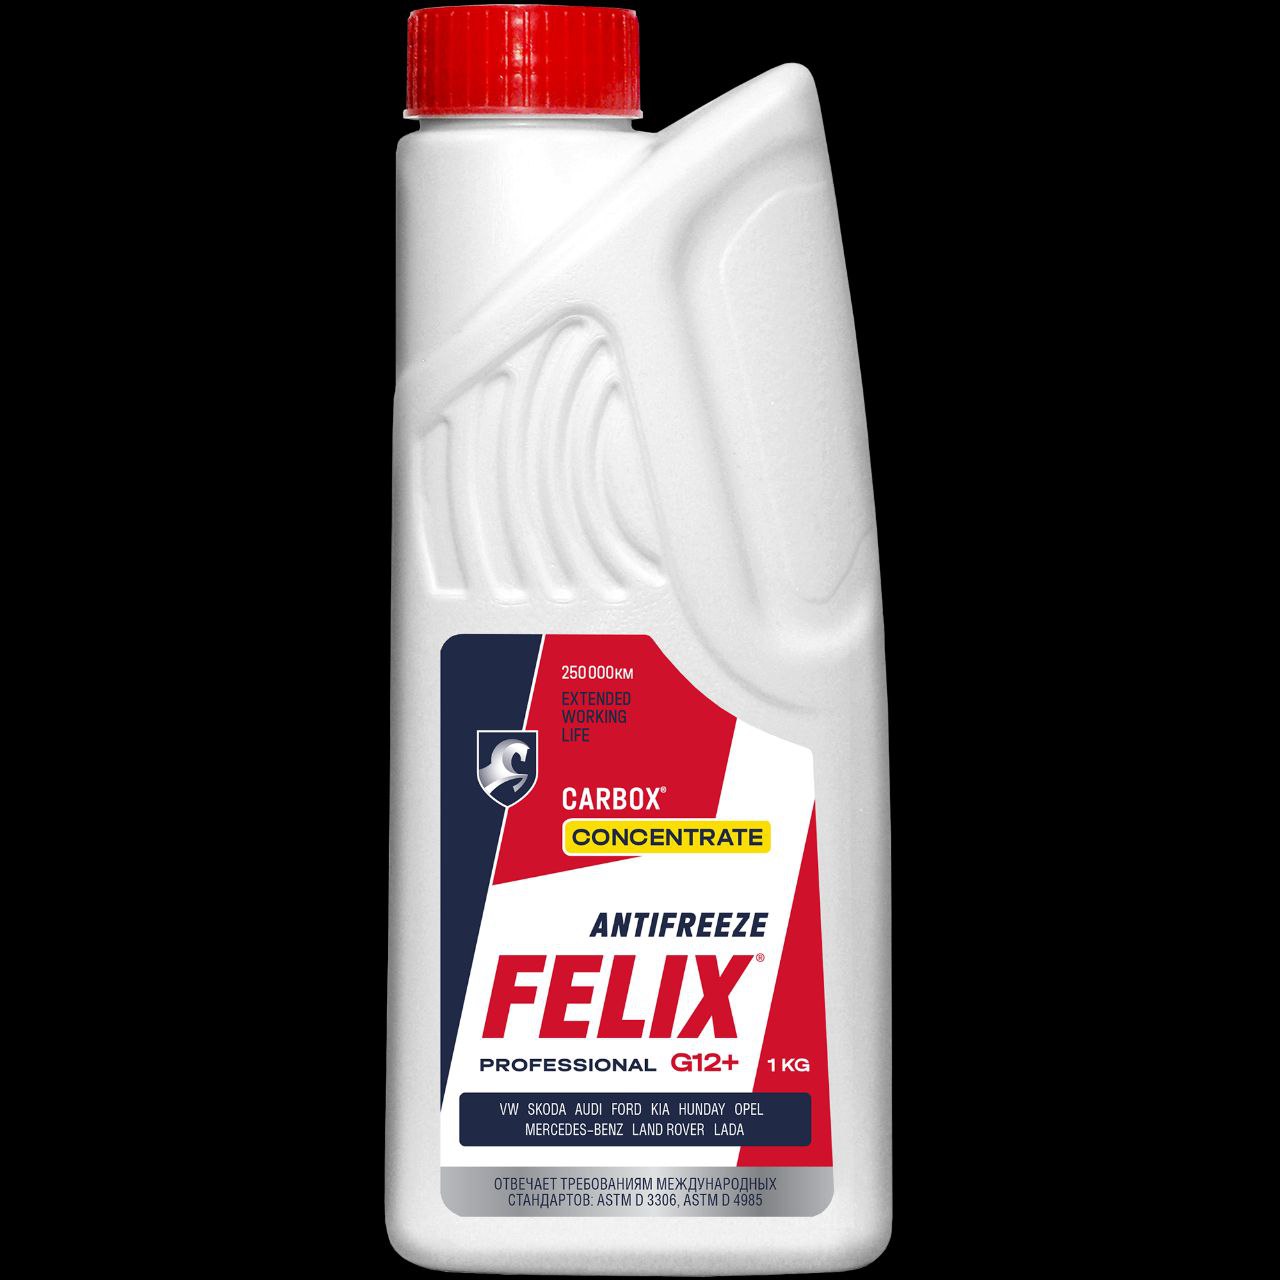 250 000км
EXTENDED
WORKING
LIFE
CARBOX®
CONCENTRATE
ANTIFREEZE
FELIX®
PROFESSIONAL G12+ 1 KG
VW SKODA AUDI FORD KIA HUNDAY OPEL
MERCEDES-BENZ LAND ROVER LADA
ОТВЕЧАЕТ ТРЕБОВАНИЯМ МЕЖДУНАРОДНЫХ
СТАНДАРТОВ: ASTM D 3306, ASTM D 4985